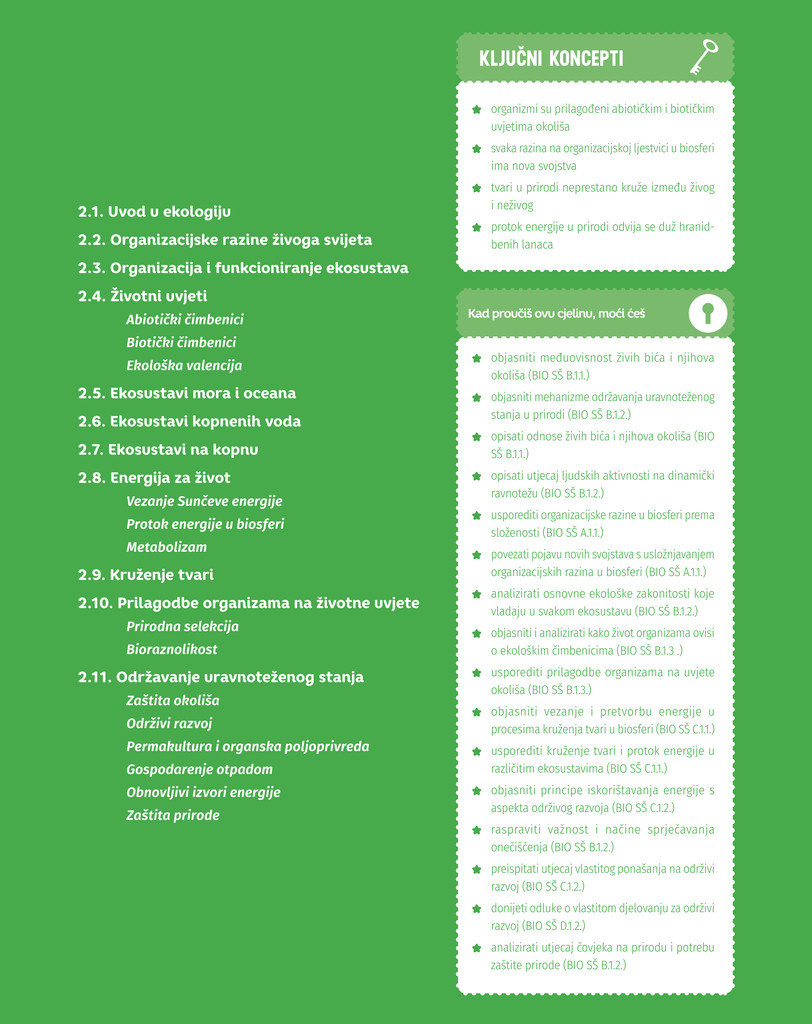 2.1. Uvod u ekologiju
2.2. Organizacijske razine živoga svijeta
2.3. Organizacija i funkcioniranje ekosustava
2.4. Životni uvjeti
Abiotički čimbenici
Biotički čimbenici
Ekološka valencija
2.5. Ekosustavi mora i oceana
2.6. Ekosustavi kopnenih voda
2.7. Ekosustavi na kopnu
2.8. Energija za život
Vezanje Sunčeve energije
Protok energije u biosferi
Metabolizam
2.9. Kruženje tvari
2.10. Prilagodbe organizama na životne uvjete
Prirodna selekcija
Bioraznolikost
2.11. Održavanje uravnoteženog stanja
Zaštita okoliša
Održivi razvoj
Permakultura i organska poljoprivreda
Gospodarenje otpadom
Obnovljivi izvori energije
Zaštita prirode
KLJUČNI KONCEPTI
organizmi su prilagođeni abiotičkim i biotičkim
uvjetima okoliša
svaka razina na organizacijskoj ljestvici u biosferi
ima nova svojstva
tvari u prirodi neprestano kruže između živog
i neživog
protok energije u prirodi odvija se duž hranid-
benih lanaca
Kad proučiš ovu cjelinu, moći ćeš
objasniti međuovisnost živih bića i njihova
okoliša (BIO SŠ B.1.1.)
objasniti mehanizme održavanja uravnoteženog
stanja u prirodi (BIO SŠ B.1.2.)
opisati odnose živih bića i njihova okoliša (BIO
SŠ B.1.1.)
opisati utjecaj ljudskih aktivnosti na dinamički
ravnotežu (BIO SŠ B.1.2.)
usporediti organizacijske razine u biosferi prema
složenosti (BIO SŠ A.1.1.)
povezati pojavu novih svojstava s usložnjavanjem
organizacijskih razina u biosferi (BIO SŠ A.1.1.)
analizirati osnovne ekološke zakonitosti koje
vladaju u svakom ekosustavu (BIO SŠ B.1.2.)
objasniti i analizirati kako život organizama ovisi
o ekološkim čimbenicima (BIO SŠ B.1.3 .)
usporediti prilagodbe organizama na uvjete
okoliša (BIO SŠ B.1.3.)
objasniti vezanje i pretvorbu energije u
procesima kruženja tvari u biosferi (BIO SŠ C.1.1.)
usporediti kruženje tvari i protok energije u
različitim ekosustavima (BIO SŠ C.1.1.)
objasniti principe iskorištavanja energije s
aspekta održivog razvoja (BIO SŠ C.1.2.)
raspraviti važnost i načine sprječavanja
onečišćenja (BIO SŠ B.1.2.)
preispitati utjecaj vlastitog ponašanja na održivi
razvoj (BIO SŠ C.1.2.)
donijeti odluke o vlastitom djelovanju za održivi
razvoj (BIO SŠ D.1.2.)
analizirati utjecaj čovjeka na prirodu i potrebu
zaštite prirode (BIO SŠ B.1.2.)